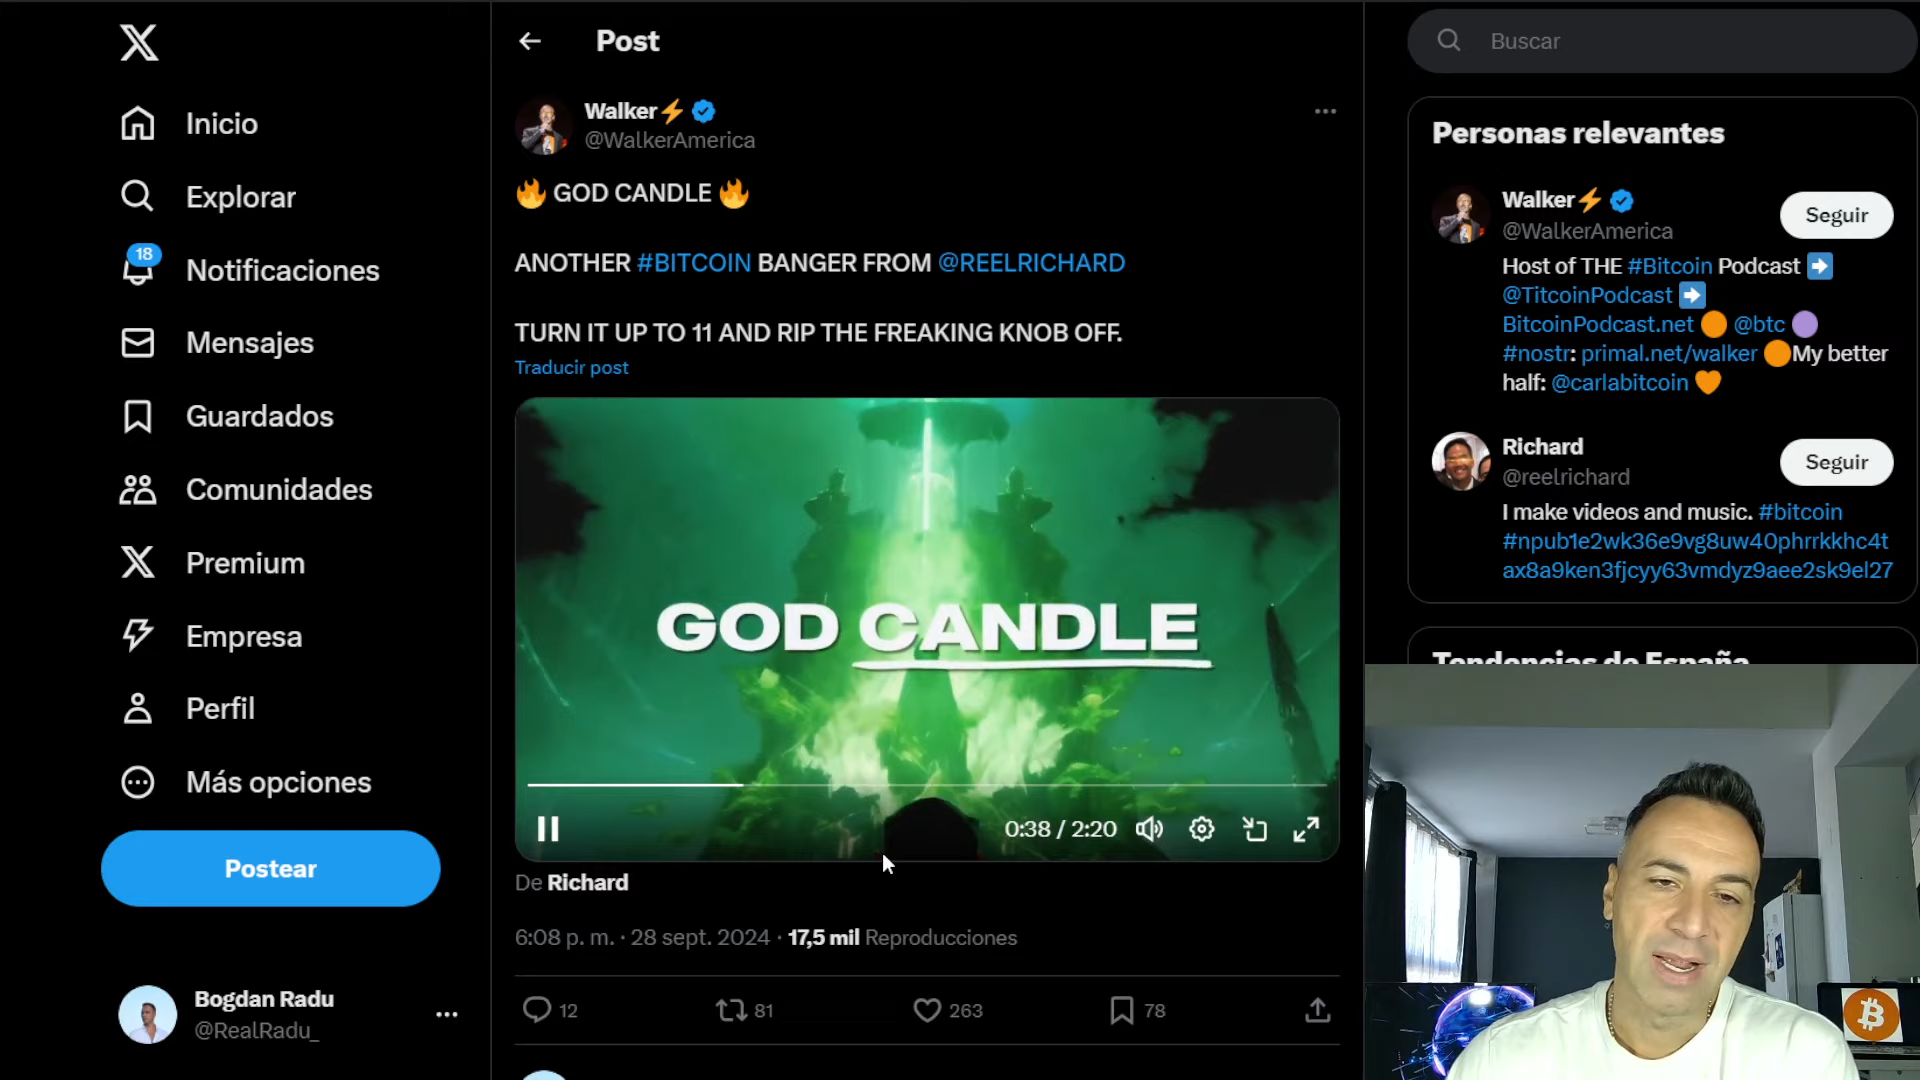 Inicio
Explorar
18
Notificaciones
Mensajes
Guardados
Comunidades
Premium
Empresa
Perfil
Más opciones
Postear
Bogdan Radu
@RealRadu_
Post
Walker⚡
@WalkerAmerica
🔥 GOD CANDLE 🔥
ANOTHER #BITCOIN BANGER FROM @REELRICHARD
TURN IT UP TO 11 AND RIP THE FREAKING KNOB OFF.
Traducir post
GOD CANDLE
0:38 / 2:20
De Richard
6:08 p. m. · 28 sept. 2024 · 17,5 mil Reproducciones
12
81
263
78
Buscar
Personas relevantes
Walker⚡
@WalkerAmerica
Seguir
Host of THE #Bitcoin Podcast ➡️
@TitcoinPodcast ➡️
BitcoinPodcast.net 🟠 @btc 🟣
#nostr: primal.net/walker 🟠My better
half: @carlabitcoin 🧡
Richard
@reelrichard
Seguir
I make videos and music. #bitcoin
#npub1e2wk36e9vg8uw40phrrkkhc4t
ax8a9ken3fjcyy63vmdyz9aee2sk9el27
Tendencias de España